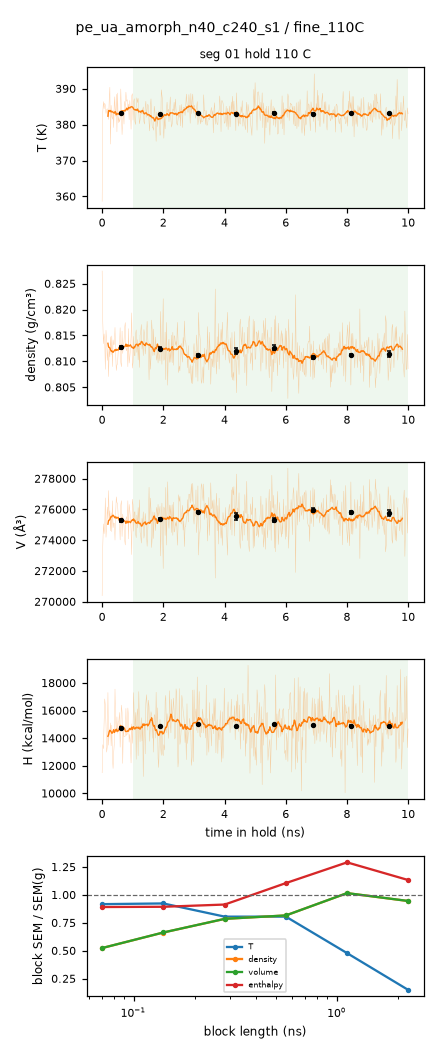 pe_ua_amorph_n40_c240_s1 / fine_110C
seg 01 hold 110 C
T (K)
390
380
370
360
0 2 4 6 8 10
density (g/cm³)
0.825
0.820
0.815
0.810
0.805
0 2 4 6 8 10
V (Å³)
278000
276000
274000
272000
270000
0 2 4 6 8 10
H (kcal/mol)
18000
16000
14000
12000
10000
0 2 4 6 8 10
time in hold (ns)
block SEM / SEM(g)
1.25
1.00
0.75
0.50
0.25
T
density
volume
enthalpy
10⁻¹ 10⁰
block length (ns)